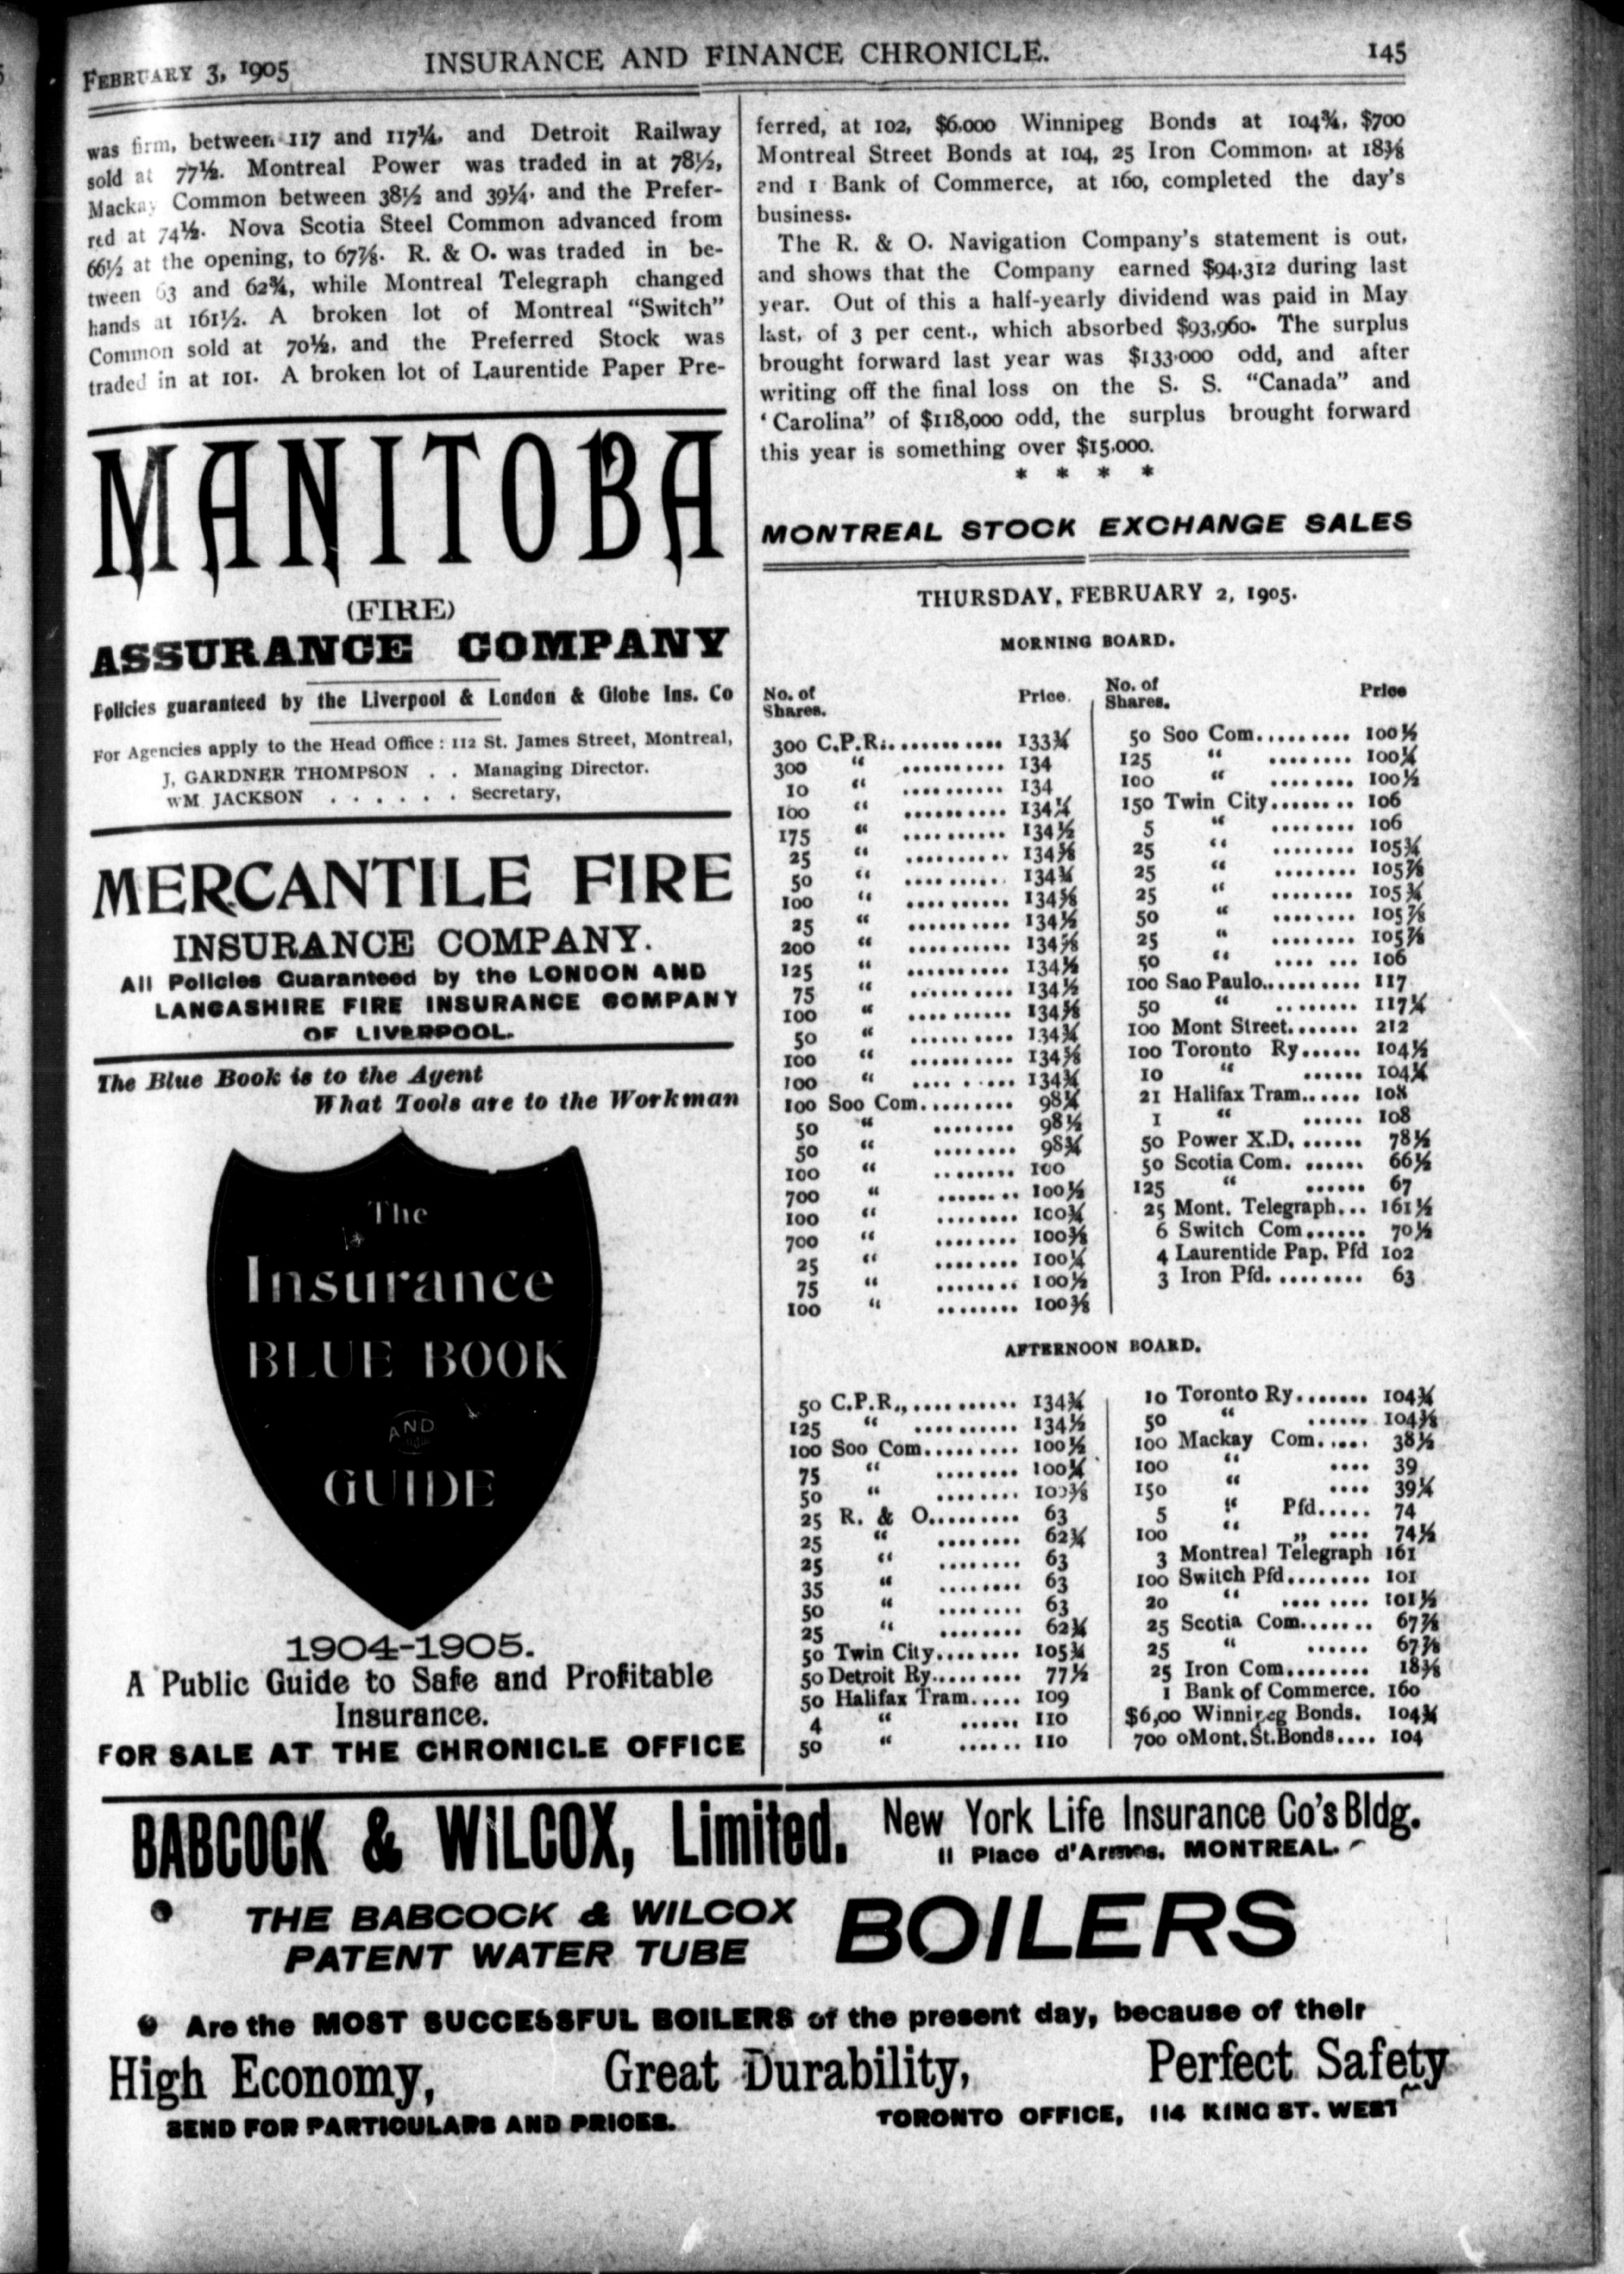 FEBRUARY 3, 1905 INSURANCE AND FINANCE CHRONICLE. 145
was firm, between 117 and 117¼, and Detroit Railway
sold at 77½. Montreal Power was traded in at 78½,
Mackay Common between 38½ and 39¼, and the Prefer-
red at 74½. Nova Scotia Steel Common advanced from
66½ at the opening, to 67⅞. R. & O. was traded in be-
tween 63 and 62¾, while Montreal Telegraph changed
hands at 161½. A broken lot of Montreal "Switch"
Common sold at 70½, and the Preferred Stock was
traded in at 101. A broken lot of Laurentide Paper Pre-
MANITOBA
(FIRE)
ASSURANCE COMPANY
Policies guaranteed by the Liverpool & London & Globe Ins. Co
For Agencies apply to the Head Office : 112 St. James Street, Montreal,
J. GARDNER THOMPSON . . Managing Director.
WM JACKSON . . . . . . Secretary,
MERCANTILE FIRE
INSURANCE COMPANY.
All Policies Guaranteed by the LONDON AND
LANCASHIRE FIRE INSURANCE COMPANY
OF LIVERPOOL.
The Blue Book is to the Agent
What Tools are to the Workman
The
Insurance
BLUE BOOK
AND
GUIDE
1904-1905.
A Public Guide to Safe and Profitable
Insurance.
FOR SALE AT THE CHRONICLE OFFICE
ferred, at 102, $6,000 Winnipeg Bonds at 104¾, $700
Montreal Street Bonds at 104, 25 Iron Common, at 18⅜
and 1 Bank of Commerce, at 160, completed the day's
business.
The R. & O. Navigation Company's statement is out,
and shows that the Company earned $94,312 during last
year. Out of this a half-yearly dividend was paid in May
last, of 3 per cent., which absorbed $93,960. The surplus
brought forward last year was $133,000 odd, and after
writing off the final loss on the S. S. "Canada" and
'Carolina" of $118,000 odd, the surplus brought forward
this year is something over $15,000.
* * * *
MONTREAL STOCK EXCHANGE SALES
THURSDAY, FEBRUARY 2, 1905.
MORNING BOARD.
No. of Shares. Price.
300 C.P.R. 133¾
300 " 134
10 " 134
100 " 134¼
175 " 134½
25 " 134⅝
50 " 134¾
100 " 134⅝
25 " 134½
200 " 134⅝
125 " 134½
75 " 134½
100 " 134⅝
50 " 134¾
100 " 134⅝
100 " 134¾
100 Soo Com. 98¼
50 " 98½
50 " 98¾
100 " 100
700 " 100½
100 " 100¾
700 " 100⅜
25 " 100¼
75 " 100½
100 " 100⅜
No. of Shares. Price
50 Soo Com. 100½
125 " 100¼
100 " 100½
150 Twin City 106
5 " 106
25 " 105¾
25 " 105⅞
25 " 105¾
50 " 105⅞
25 " 105⅞
50 " 106
100 Sao Paulo 117
50 " 117¼
100 Mont Street 212
100 Toronto Ry 104½
10 " 104¼
21 Halifax Tram 108
1 " 108
50 Power X.D. 78½
50 Scotia Com. 66½
125 " 67
25 Mont. Telegraph 161½
6 Switch Com 70½
4 Laurentide Pap. Pfd 102
3 Iron Pfd. 63
AFTERNOON BOARD.
50 C.P.R., 134¾
125 " 134½
100 Soo Com 100½
75 " 100¼
50 " 100⅜
25 R. & O. 63
25 " 62¾
25 " 63
35 " 63
50 " 63
25 " 62¾
50 Twin City 105¾
50 Detroit Ry 77½
50 Halifax Tram 109
4 " 110
50 " 110
10 Toronto Ry 104¼
50 " 104⅜
100 Mackay Com 38½
100 " 39
150 " 39¼
5 " Pfd 74
100 " „ 74½
3 Montreal Telegraph 161
100 Switch Pfd 101
20 " 101½
25 Scotia Com 67⅞
25 " 67⅞
25 Iron Com 18⅜
1 Bank of Commerce. 160
$6,00 Winnipeg Bonds. 104¾
700 oMont. St. Bonds 104
BABCOCK & WILCOX, Limited. New York Life Insurance Co's Bldg.
11 Place d'Armes. MONTREAL.
THE BABCOCK & WILCOX
PATENT WATER TUBE BOILERS
Are the MOST SUCCESSFUL BOILERS of the present day, because of their
High Economy, Great Durability, Perfect Safety
SEND FOR PARTICULARS AND PRICES. TORONTO OFFICE, 114 KING ST. WEST